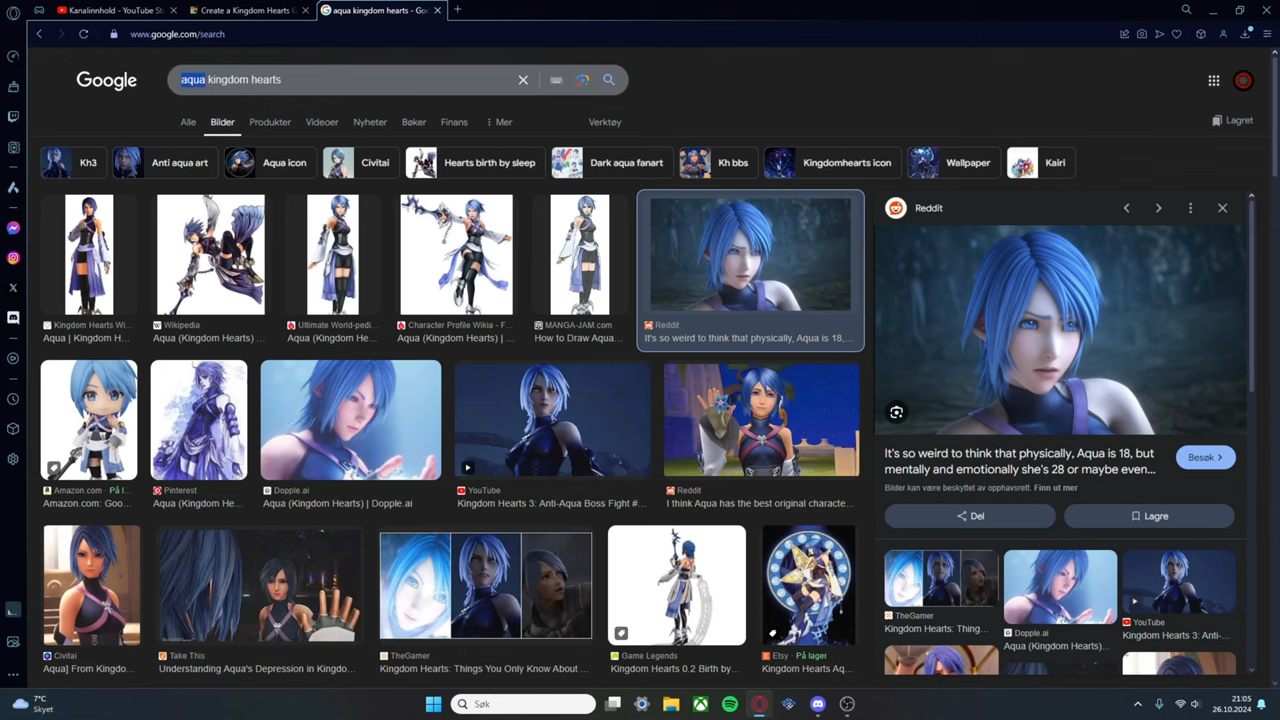 Kanalinnhold - YouTube St
Create a Kingdom Hearts G
aqua kingdom hearts - Goo
www.google.com/search
Google
aqua kingdom hearts
Alle
Bilder
Produkter
Videoer
Nyheter
Bøker
Finans
Mer
Verktøy
Lagret
Kh3
Anti aqua art
Aqua icon
Civitai
Hearts birth by sleep
Dark aqua fanart
Kh bbs
Kingdomhearts icon
Wallpaper
Kairi
Kingdom Hearts Wi...
Aqua | Kingdom H...
Wikipedia
Aqua (Kingdom Hearts) ...
Ultimate World-pedi...
Aqua (Kingdom He...
Character Profile Wikia - F...
Aqua (Kingdom Hearts) | ...
MANGA-JAM.com
How to Draw Aqua...
Reddit
It's so weird to think that physically, Aqua is 18,...
Amazon.com · På l...
Amazon.com: Goo...
Pinterest
Aqua (Kingdom He...
Dopple.ai
Aqua (Kingdom Hearts) | Dopple.ai
YouTube
Kingdom Hearts 3: Anti-Aqua Boss Fight #...
Reddit
I think Aqua has the best original characte...
Civitai
Aqua] From Kingdo...
Take This
Understanding Aqua's Depression in Kingdo...
TheGamer
Kingdom Hearts: Things You Only Know About ...
Game Legends
Kingdom Hearts 0.2 Birth by...
Etsy · På lager
Kingdom Hearts Aq...
Reddit
It's so weird to think that physically, Aqua is 18, but
mentally and emotionally she's 28 or maybe even...
Besøk
Bilder kan være beskyttet av opphavsrett. Finn ut mer
Del
Lagre
TheGamer
Kingdom Hearts: Thing...
Dopple.ai
Aqua (Kingdom Hearts)...
YouTube
Kingdom Hearts 3: Anti-...
7°C
Skyet
Søk
21:05
26.10.2024